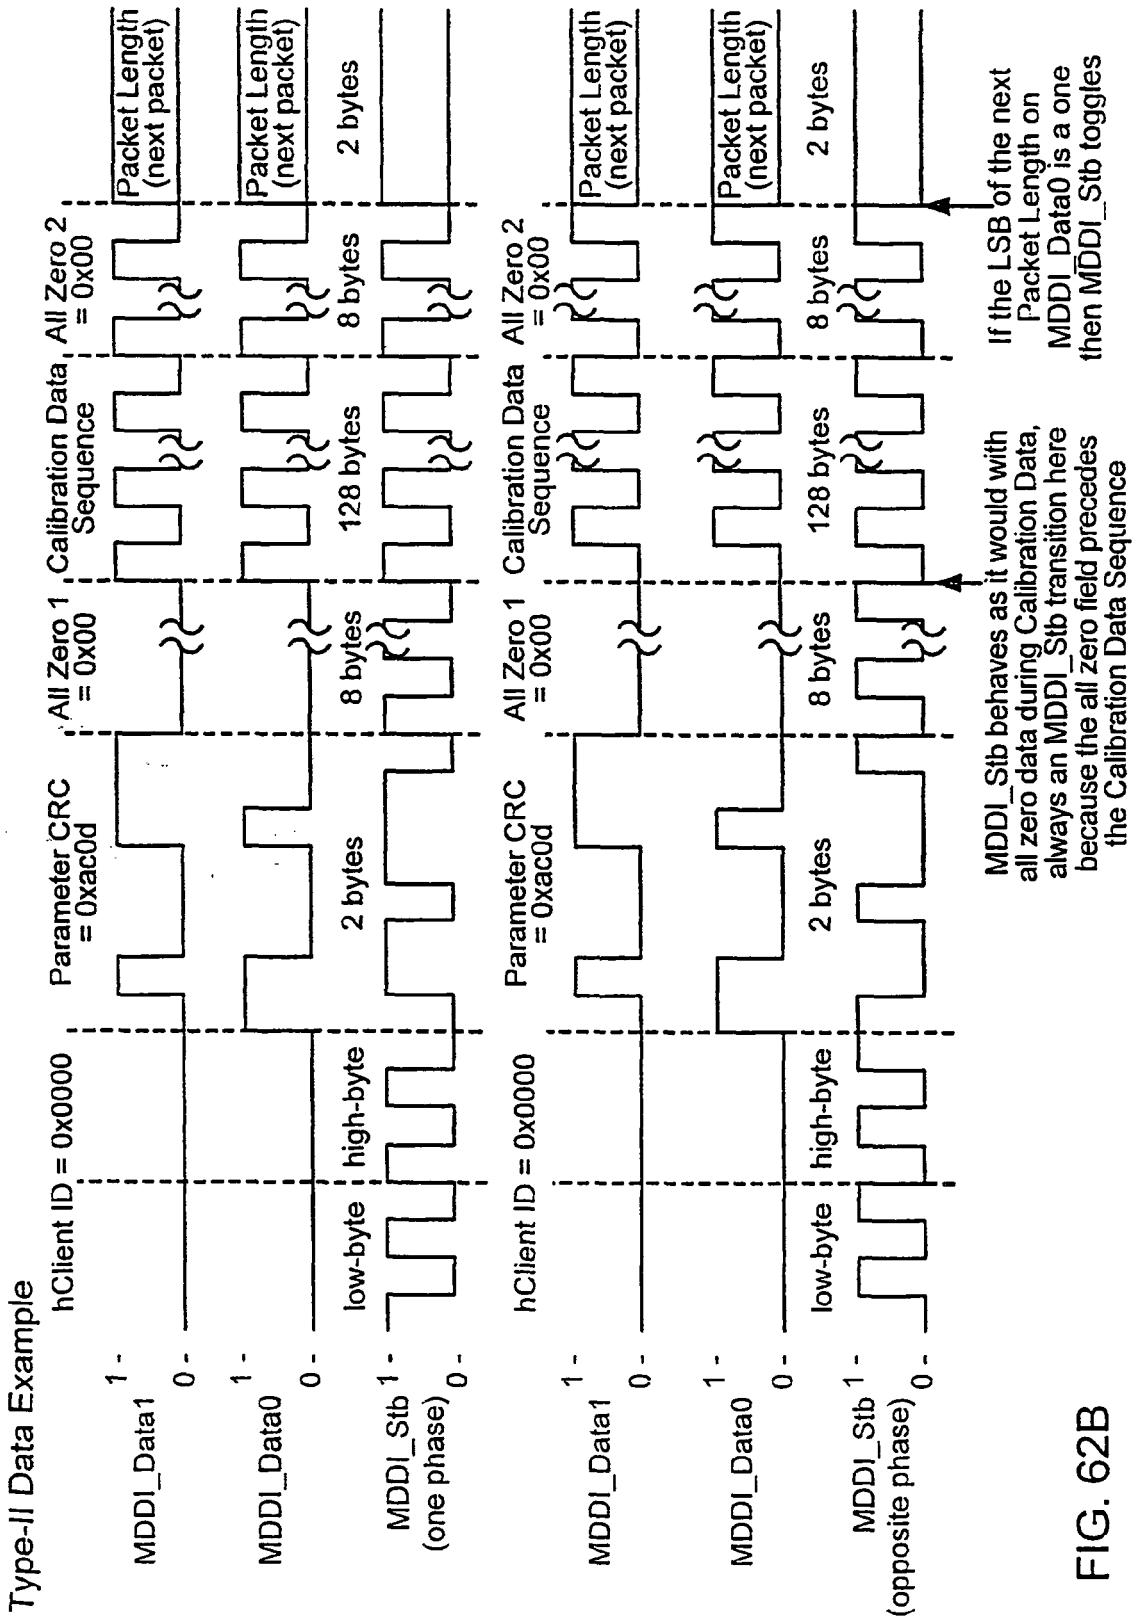 Type-II Data Example
hClient ID = 0x0000
Parameter CRC
= 0xac0d
All Zero 1
= 0x00
Calibration Data
Sequence
All Zero 2
= 0x00
MDDI_Data1
1 -
0 -
Packet Length
(next packet)
MDDI_Data0
1 -
0 -
Packet Length
(next packet)
low-byte
high-byte
2 bytes
8 bytes
128 bytes
8 bytes
2 bytes
MDDI_Stb
(one phase)
1 -
0 -
hClient ID = 0x0000
Parameter CRC
= 0xac0d
All Zero 1
= 0x00
Calibration Data
Sequence
All Zero 2
= 0x00
MDDI_Data1
1 -
0 -
Packet Length
(next packet)
MDDI_Data0
1 -
0 -
Packet Length
(next packet)
low-byte
high-byte
2 bytes
8 bytes
128 bytes
8 bytes
2 bytes
MDDI_Stb
(opposite phase)
1 -
0 -
MDDI_Stb behaves as it would with
all zero data during Calibration Data,
always an MDDI_Stb transition here
because the all zero field precedes
the Calibration Data Sequence
If the LSB of the next
Packet Length on
MDDI_Data0 is a one
then MDDI_Stb toggles
FIG. 62B